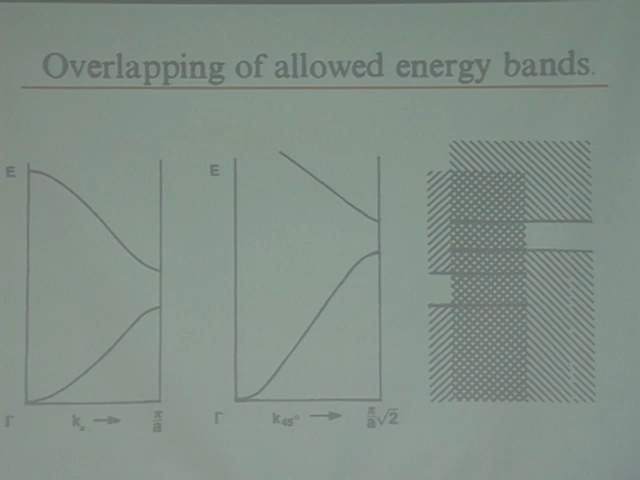 Overlapping of allowed energy bands.
E
E
Γ
kₓ →
π/a
Γ
k₄₅° →
π/a √2